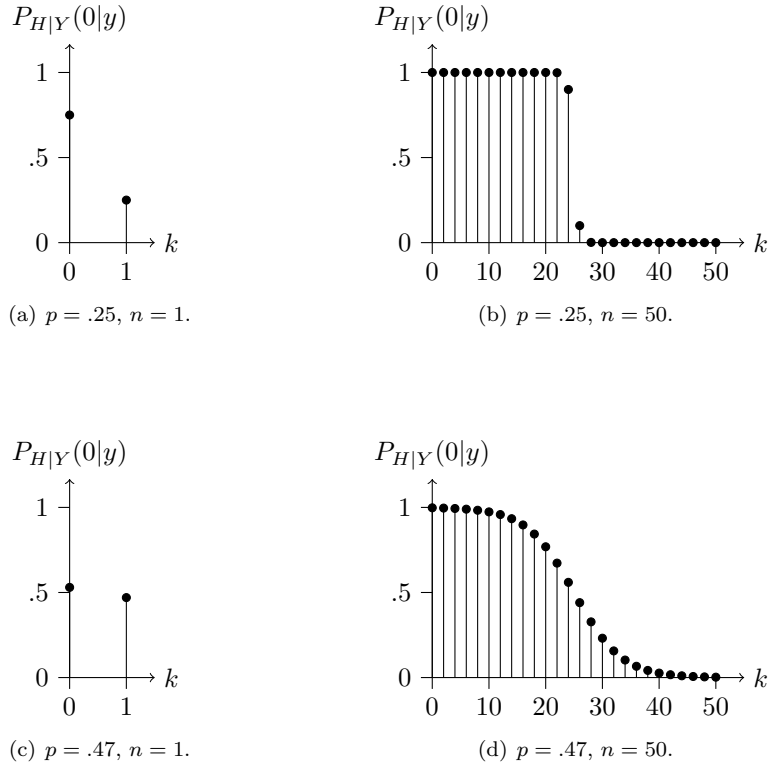 P_{H|Y}(0|y)
1
.5
0
0 1
k
(a) p = .25, n = 1.
P_{H|Y}(0|y)
1
.5
0
0 10 20 30 40 50
k
(b) p = .25, n = 50.
P_{H|Y}(0|y)
1
.5
0
0 1
k
(c) p = .47, n = 1.
P_{H|Y}(0|y)
1
.5
0
0 10 20 30 40 50
k
(d) p = .47, n = 50.